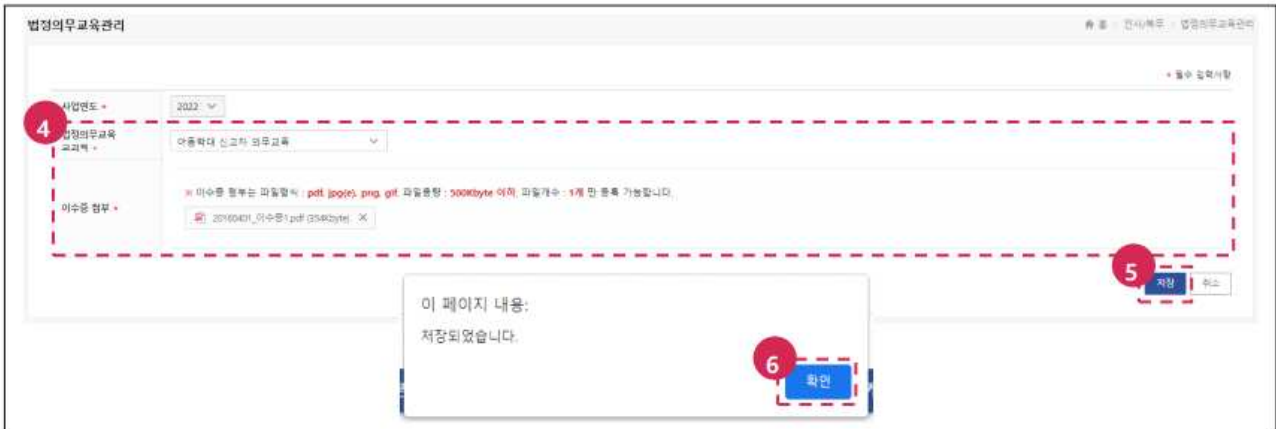 법정의무교육관리
홈 인사/복무 법정의무교육관리
* 필수 입력사항
사업연도 *
2022
4
법정의무교육
교과목 *
아동학대 신고자 의무교육
이수증 첨부 *
※ 이수증 첨부는 파일형식 : pdf, jpg(e), png, gif, 파일용량 : 500Kbyte 이하, 파일개수 : 1개 만 등록 가능합니다.
20160401_이수증1.pdf (354Kbyte) ×
5
저장 취소
이 페이지 내용:
저장되었습니다.
6
확인